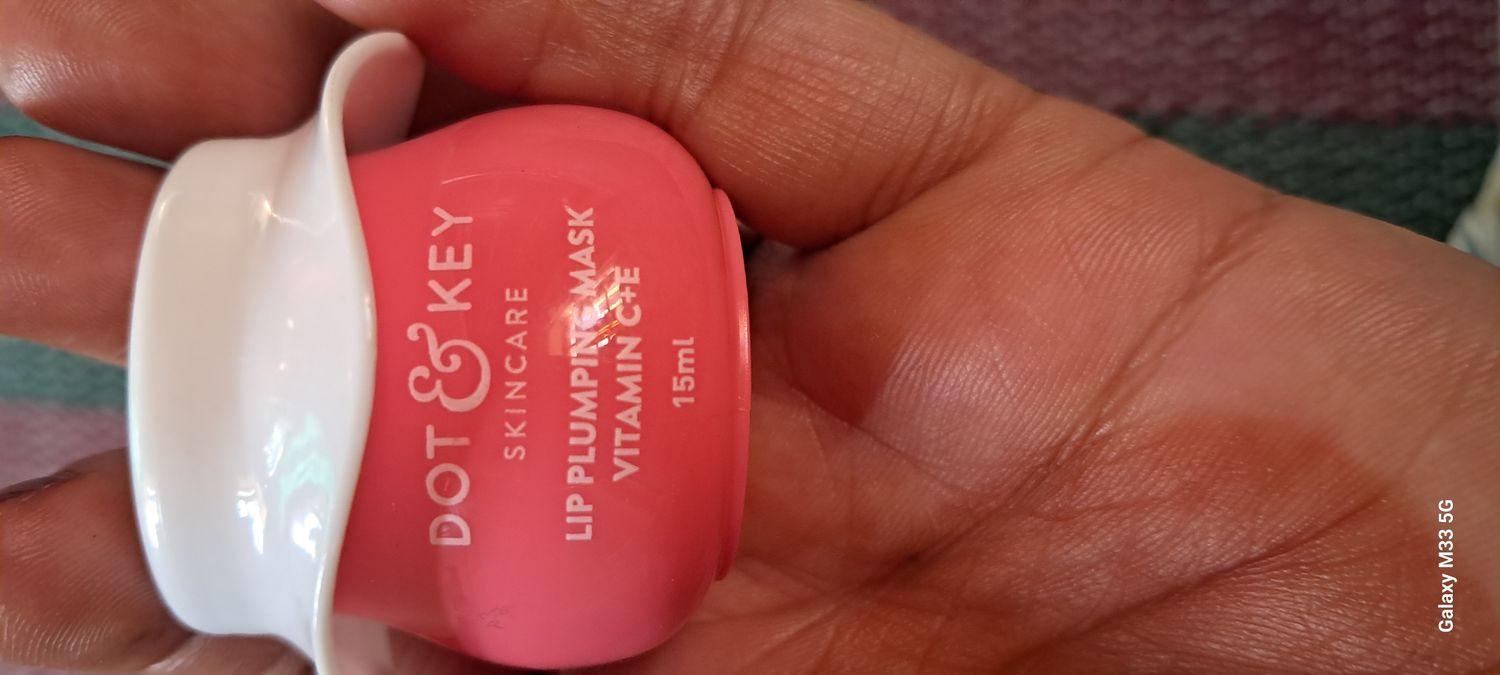 DOT & KEY
SKINCARE
LIP PLUMPING MASK
VITAMIN C+E
15ml
Galaxy M33 5G